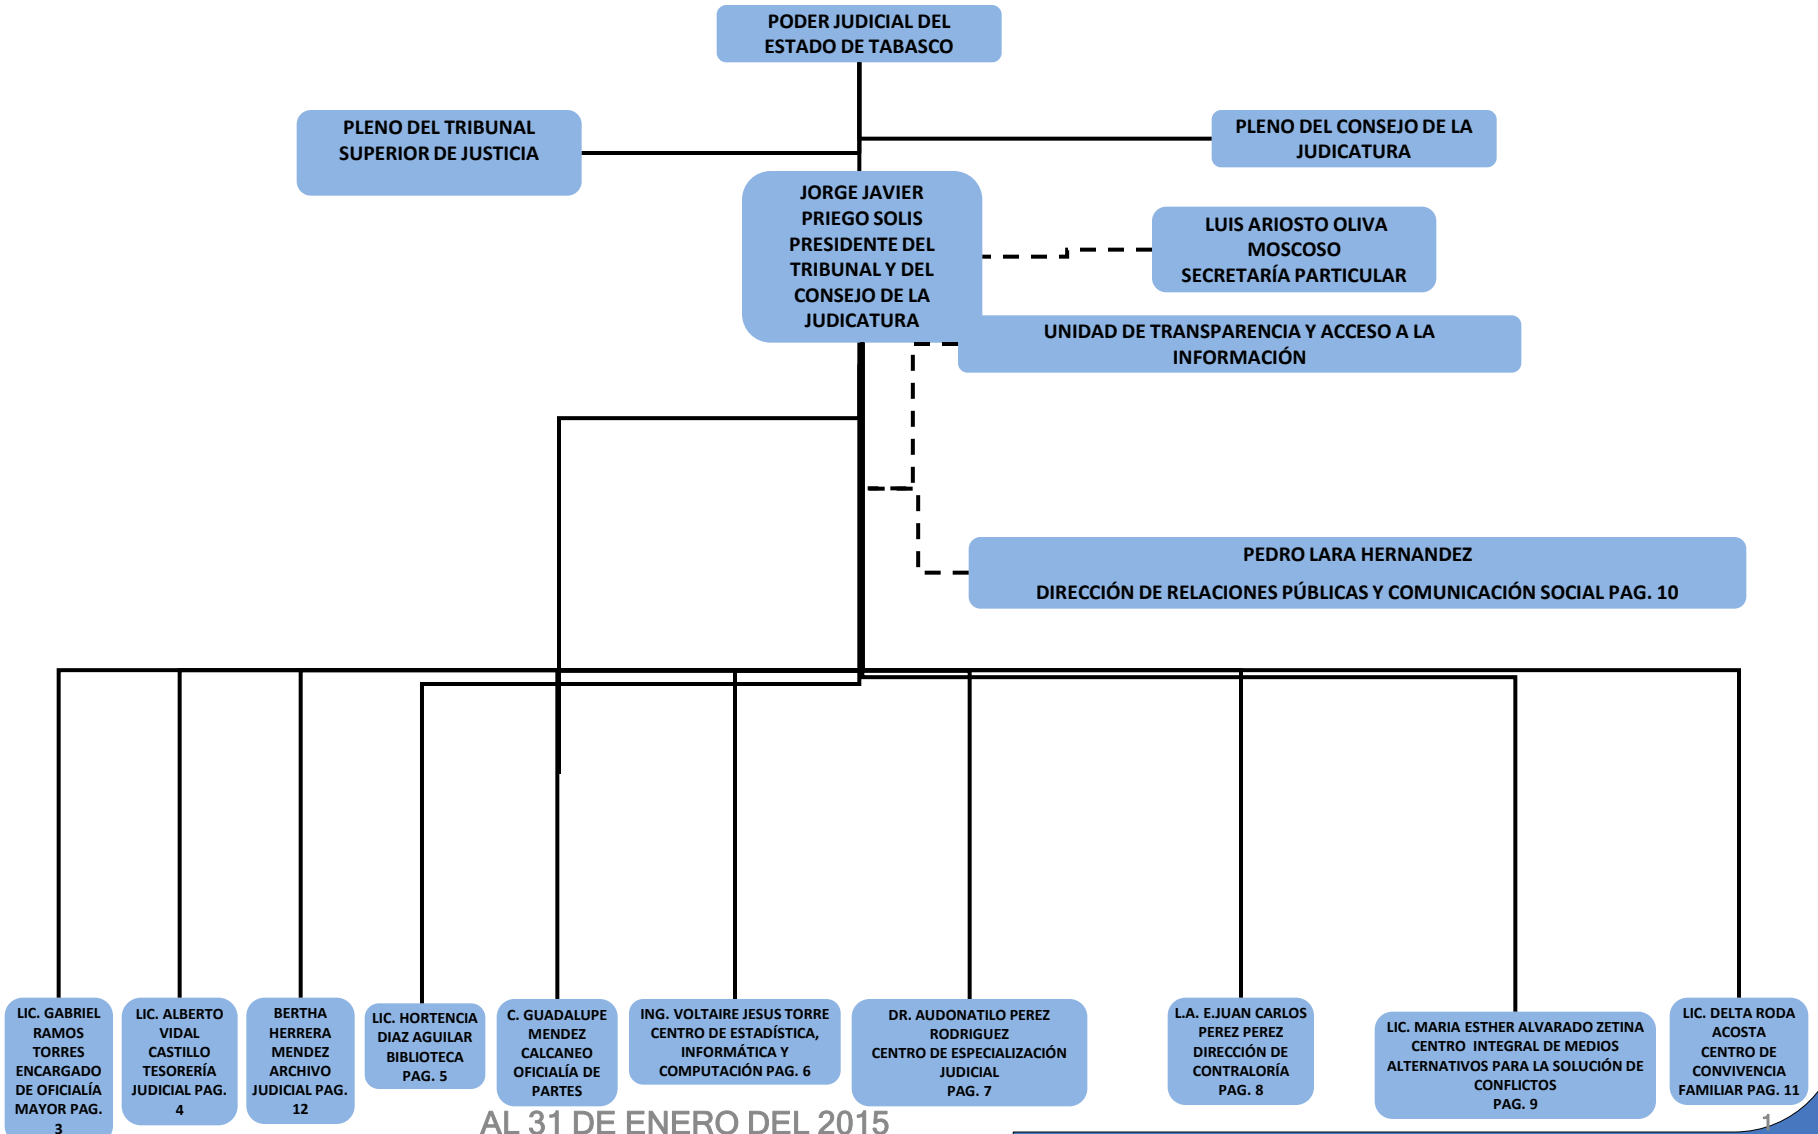 PODER JUDICIAL DEL
ESTADO DE TABASCO
PLENO DEL TRIBUNAL
SUPERIOR DE JUSTICIA
PLENO DEL CONSEJO DE LA
JUDICATURA
JORGE JAVIER
PRIEGO SOLIS
PRESIDENTE DEL
TRIBUNAL Y DEL
CONSEJO DE LA
JUDICATURA
LUIS ARIOSTO OLIVA
MOSCOSO
SECRETARÍA PARTICULAR
UNIDAD DE TRANSPARENCIA Y ACCESO A LA
INFORMACIÓN
PEDRO LARA HERNANDEZ
DIRECCIÓN DE RELACIONES PÚBLICAS Y COMUNICACIÓN SOCIAL PAG. 10
LIC. GABRIEL
RAMOS
TORRES
ENCARGADO
DE OFICIALÍA
MAYOR PAG.
3
LIC. ALBERTO
VIDAL
CASTILLO
TESORERÍA
JUDICIAL PAG.
4
BERTHA
HERRERA
MENDEZ
ARCHIVO
JUDICIAL PAG.
12
LIC. HORTENCIA
DIAZ AGUILAR
BIBLIOTECA
PAG. 5
C. GUADALUPE
MENDEZ
CALCANEO
OFICIALÍA DE
PARTES
ING. VOLTAIRE JESUS TORRE
CENTRO DE ESTADÍSTICA,
INFORMÁTICA Y
COMPUTACIÓN PAG. 6
DR. AUDONATILO PEREZ
RODRIGUEZ
CENTRO DE ESPECIALIZACIÓN
JUDICIAL
PAG. 7
L.A. E.JUAN CARLOS
PEREZ PEREZ
DIRECCIÓN DE
CONTRALORÍA
PAG. 8
LIC. MARIA ESTHER ALVARADO ZETINA
CENTRO INTEGRAL DE MEDIOS
ALTERNATIVOS PARA LA SOLUCIÓN DE
CONFLICTOS
PAG. 9
LIC. DELTA RODA
ACOSTA
CENTRO DE
CONVIVENCIA
FAMILIAR PAG. 11
AL 31 DE ENERO DEL 2015
1